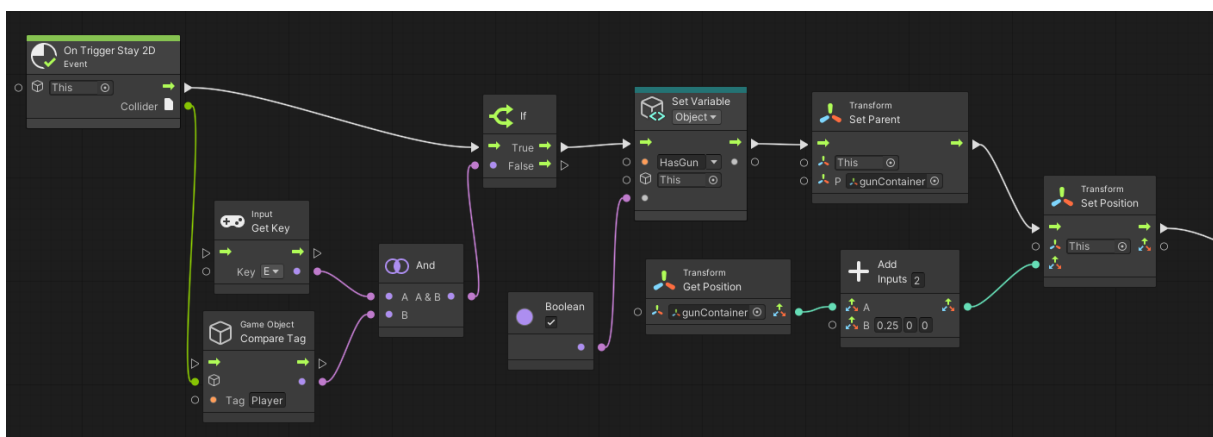 On Trigger Stay 2D
Event
This
Collider
If
True
False
Set Variable
Object
HasGun
This
Transform
Set Parent
This
P gunContainer
Transform
Set Position
This
Input
Get Key
Key E
And
A A & B
B
Game Object
Compare Tag
Tag Player
Boolean
Transform
Get Position
gunContainer
Add
Inputs 2
A
B 0.25 0 0